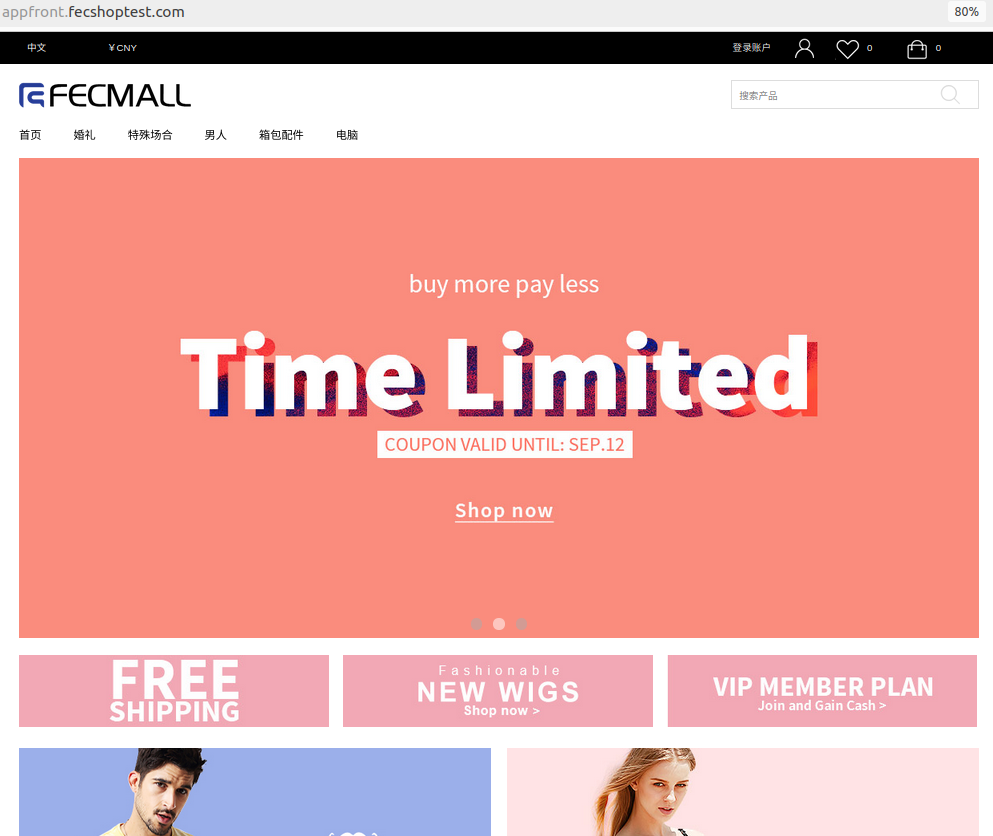 appfront.fecshoptest.com 80%
中文 ￥CNY 登录账户 0 0
FECMALL 搜索产品
首页 婚礼 特殊场合 男人 箱包配件 电脑
buy more pay less
Time Limited
COUPON VALID UNTIL: SEP.12
Shop now
FREE
SHIPPING
Fashionable
NEW WIGS
Shop now >
VIP MEMBER PLAN
Join and Gain Cash >